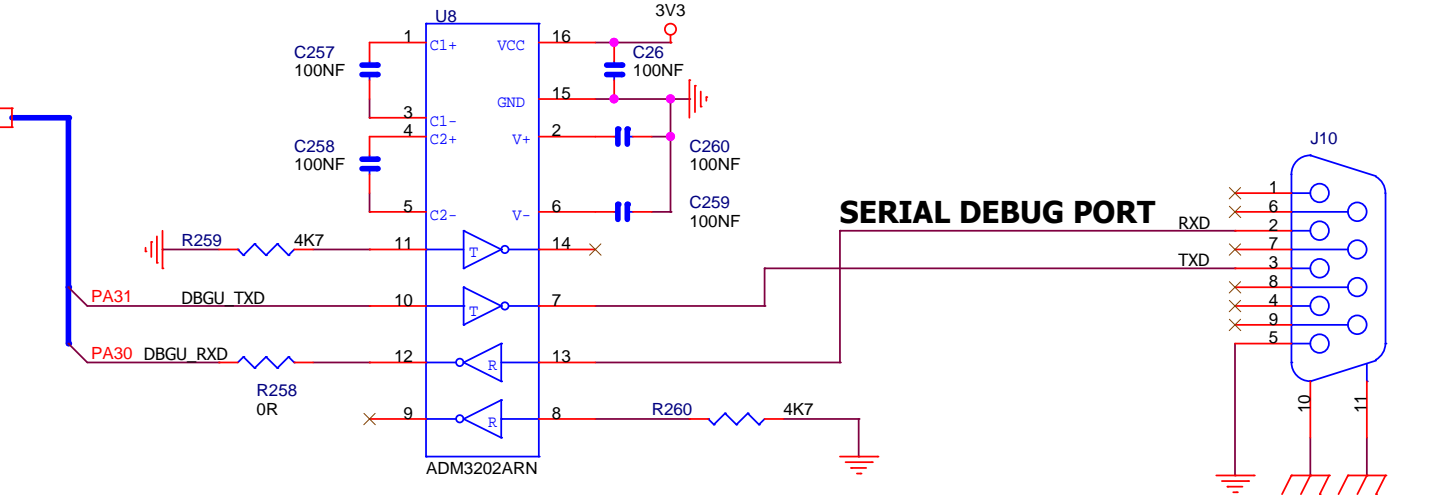 3V3
U8
1 C1+ VCC 16
C257
100NF
C26
100NF
GND 15
3 C1-
4 C2+ V+ 2
C258
100NF
C260
100NF
5 C2- V- 6
C259
100NF
R259 4K7 11 T 14
PA31 DBGU_TXD 10 T 7
PA30 DBGU_RXD 12 R 13
R258
0R
9 R 8 R260 4K7
ADM3202ARN
SERIAL DEBUG PORT
J10
1
6
RXD 2
7
TXD 3
8
4
9
5
10
11